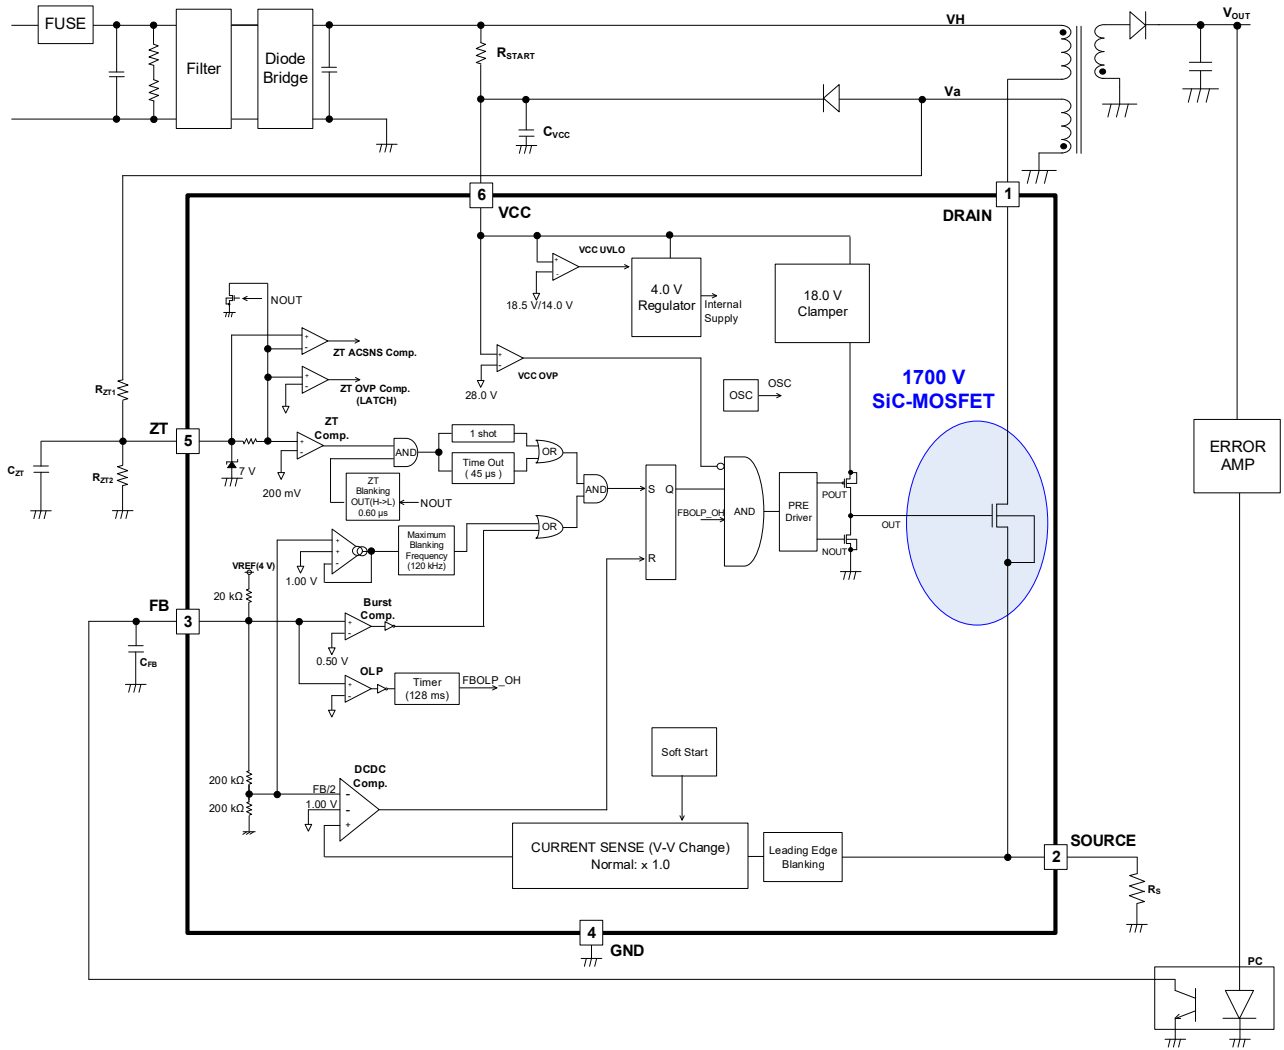 FUSE
Filter
Diode
Bridge
VH
VOUT
RSTART
Va
CVCC
6
VCC
1
DRAIN
VCC UVLO
18.5 V/14.0 V
4.0 V
Regulator
Internal
Supply
18.0 V
Clamper
NOUT
ZT ACSNS Comp.
ZT OVP Comp.
(LATCH)
VCC OVP
28.0 V
OSC
OSC
1700 V
SiC-MOSFET
RZT1
ZT
5
CZT
RZT2
7 V
ZT
Comp.
200 mV
AND
1 shot
Time Out
( 45 µs )
OR
ZT
Blanking
OUT(H->L)
0.60 µs
NOUT
AND
OR
S
Q
R
FBOLP_OH
AND
PRE
Driver
POUT
NOUT
OUT
ERROR
AMP
Maximum
Blanking
Frequency
(120 kHz)
1.00 V
VREF(4 V)
20 kΩ
FB
3
CFB
Burst
Comp.
0.50 V
OLP
Timer
(128 ms)
FBOLP_OH
200 kΩ
200 kΩ
FB/2
1.00 V
DCDC
Comp.
Soft Start
CURRENT SENSE (V-V Change)
Normal: x 1.0
Leading Edge
Blanking
SOURCE
2
RS
4
GND
PC
+
-
+
-
+
-
+
-
+
-
+
+
-
+
-
+
-
-
-
+